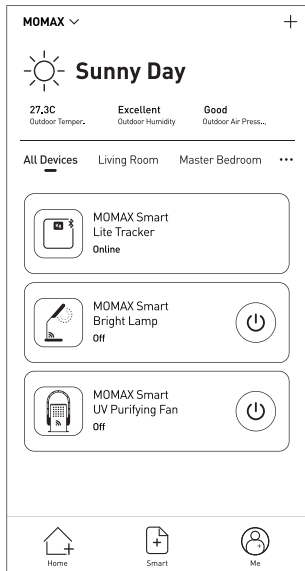 MOMAX
Sunny Day
27,3C Excellent Good
Outdoor Temper. Outdoor Humidity Outdoor Air Press...
All Devices Living Room Master Bedroom
MOMAX Smart
Lite Tracker
Online
MOMAX Smart
Bright Lamp
Off
MOMAX Smart
UV Purifying Fan
Off
Home Smart Me